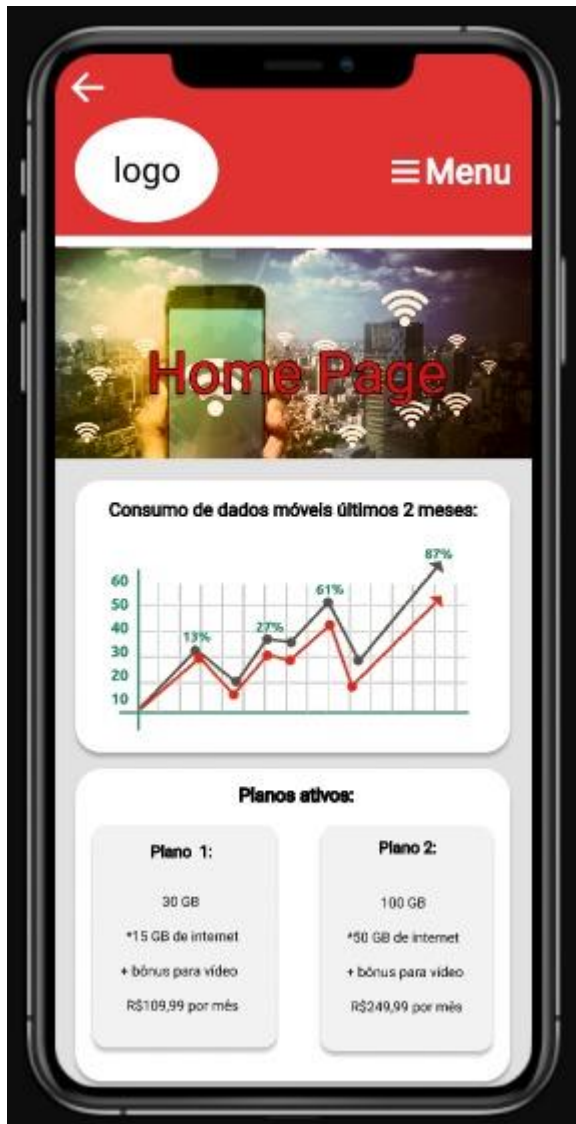 logo
Menu
Home Page
Consumo de dados móveis últimos 2 meses:
87%
60
61%
50
40
27%
13%
30
20
10
Planos ativos:
Plano 1:
30 GB
*15 GB de internet
+ bônus para vídeo
R$109,99 por mês
Plano 2:
100 GB
*50 GB de internet
+ bônus para vídeo
R$249,99 por mês